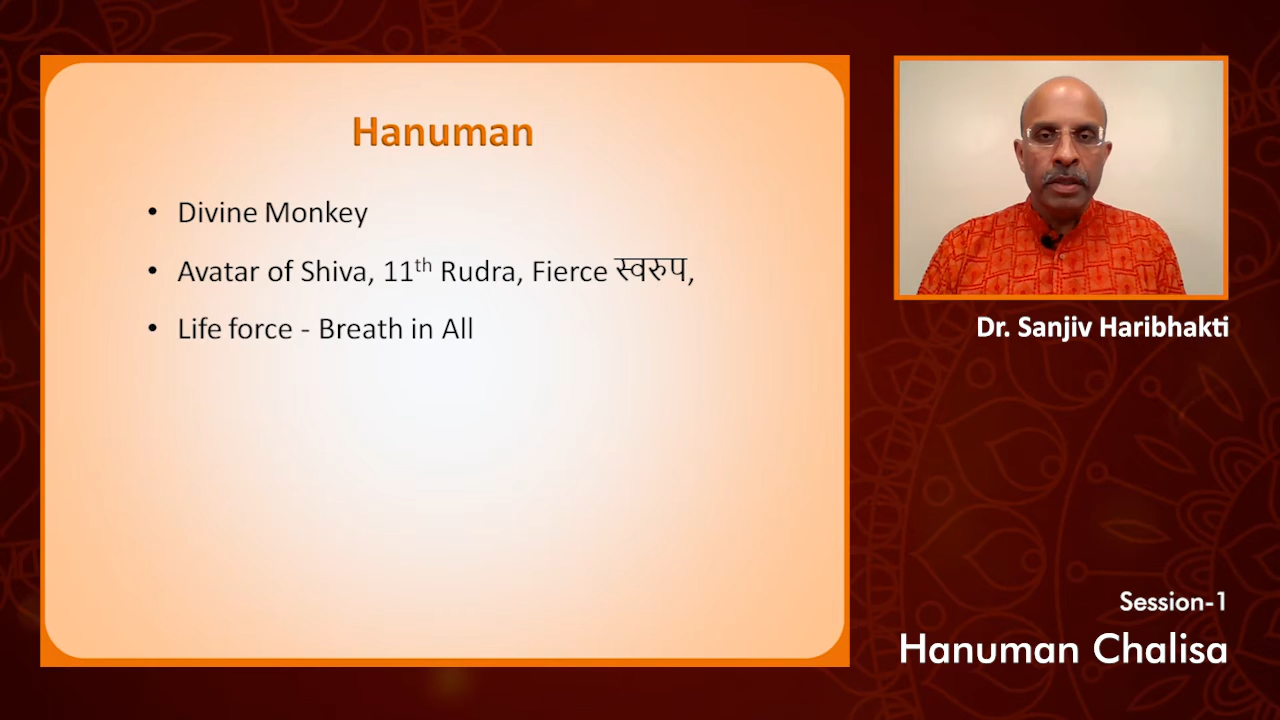 Hanuman
• Divine Monkey
• Avatar of Shiva, 11th Rudra, Fierce स्वरुप,
• Life force - Breath in All
Dr. Sanjiv Haribhakti
Session-1
Hanuman Chalisa